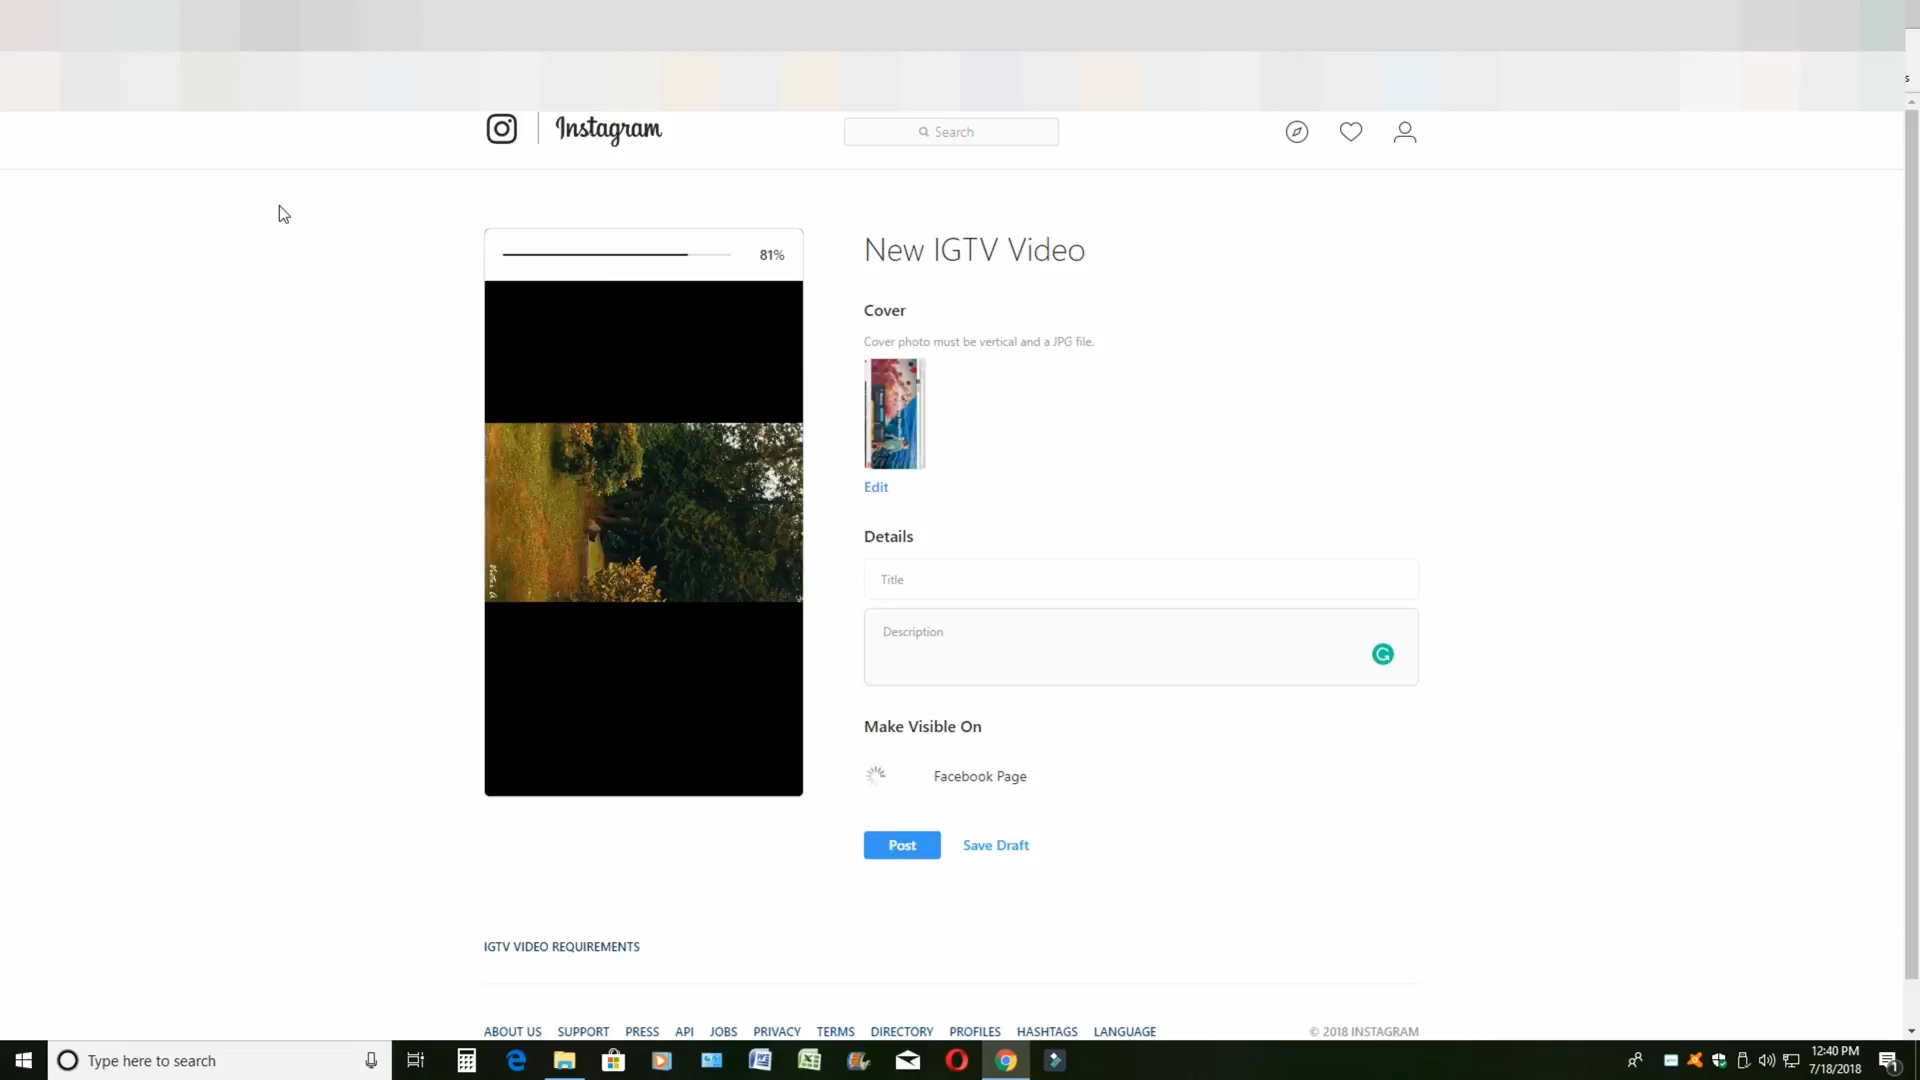 s
Instagram
Search
81%
New IGTV Video
Cover
Cover photo must be vertical and a JPG file.
Edit
Details
Title
Description
Make Visible On
Facebook Page
Post Save Draft
IGTV VIDEO REQUIREMENTS
ABOUT US SUPPORT PRESS API JOBS PRIVACY TERMS DIRECTORY PROFILES HASHTAGS LANGUAGE © 2018 INSTAGRAM
Type here to search
12:40 PM
7/18/2018
1